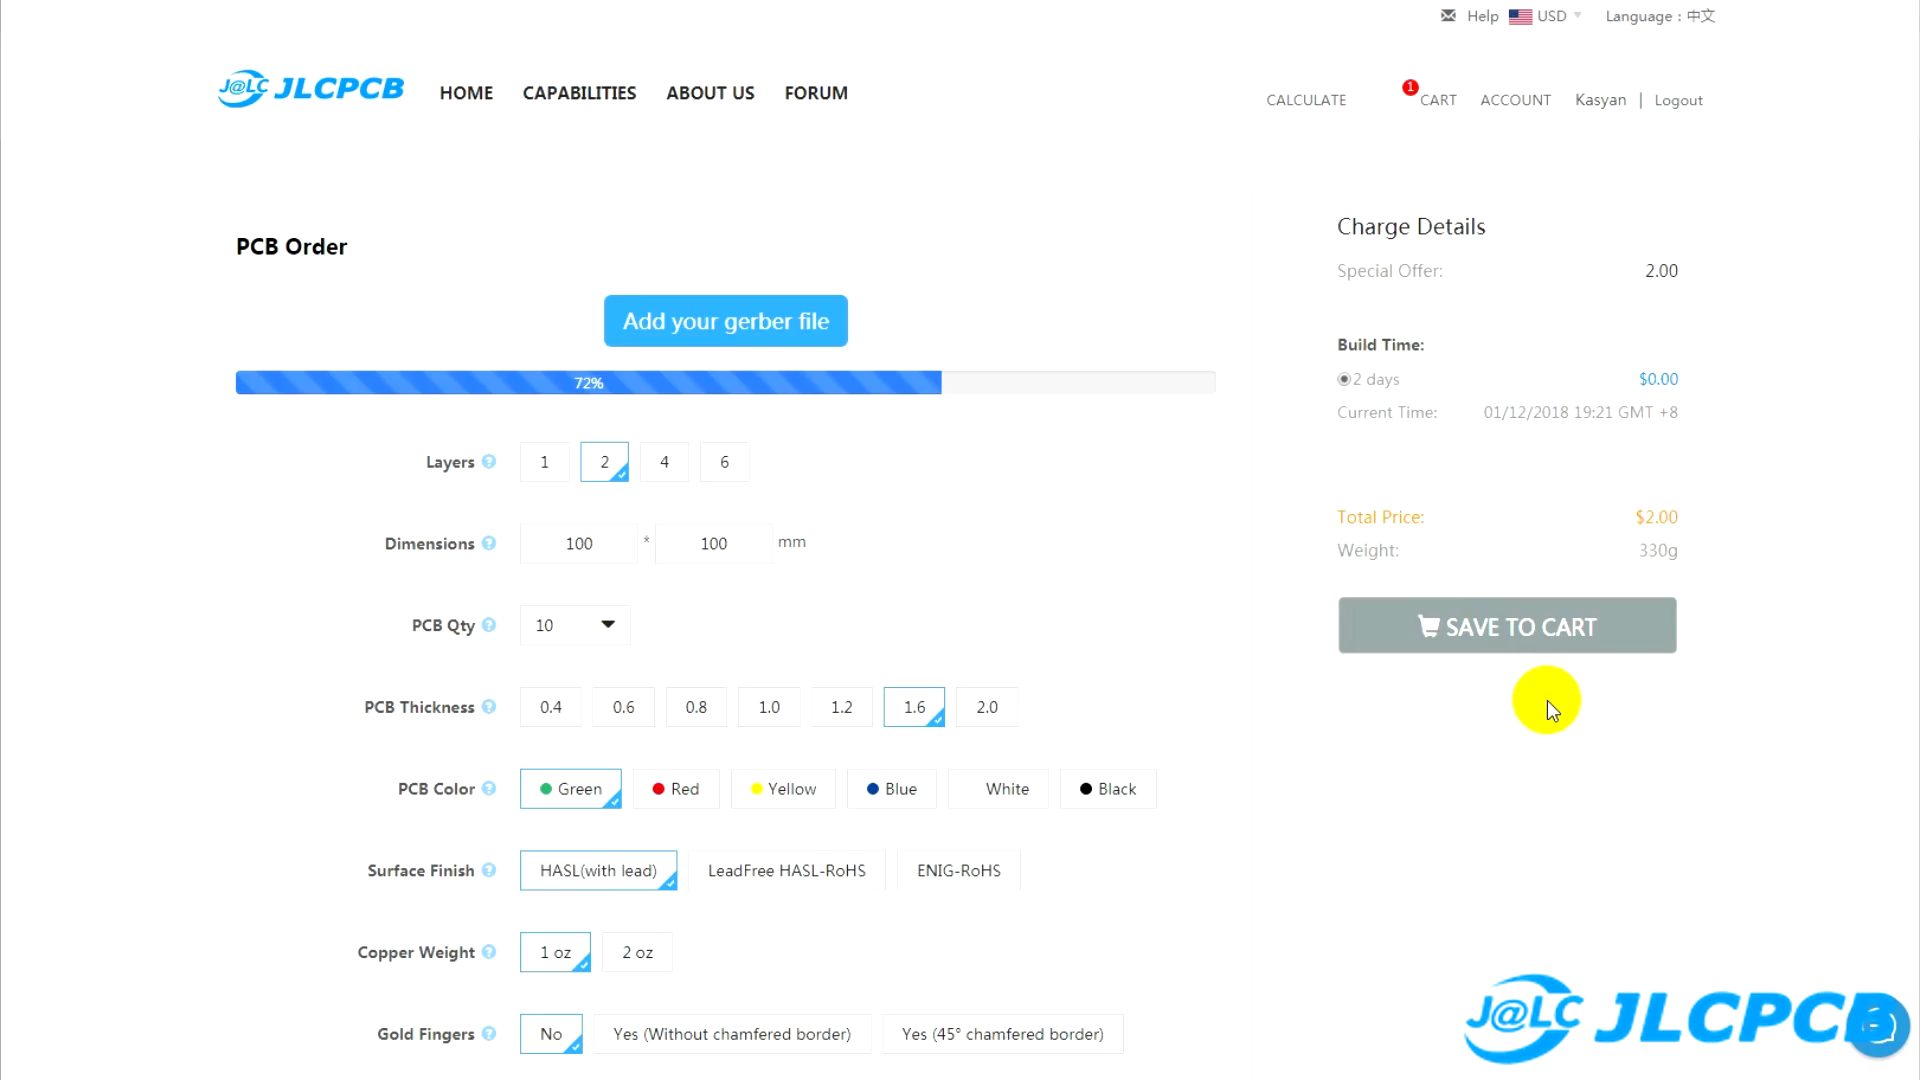 Help USD Language : 中文
J@LC JLCPCB HOME CAPABILITIES ABOUT US FORUM
CALCULATE 1 CART ACCOUNT Kasyan | Logout
PCB Order
Add your gerber file
72%
Layers ? 1 2 4 6
Dimensions ? 100 * 100 mm
PCB Qty ? 10
PCB Thickness ? 0.4 0.6 0.8 1.0 1.2 1.6 2.0
PCB Color ? Green Red Yellow Blue White Black
Surface Finish ? HASL(with lead) LeadFree HASL-RoHS ENIG-RoHS
Copper Weight ? 1 oz 2 oz
Gold Fingers ? No Yes (Without chamfered border) Yes (45° chamfered border)
Charge Details
Special Offer: 2.00
Build Time:
2 days $0.00
Current Time: 01/12/2018 19:21 GMT +8
Total Price: $2.00
Weight: 330g
SAVE TO CART
J@LC JLCPCB